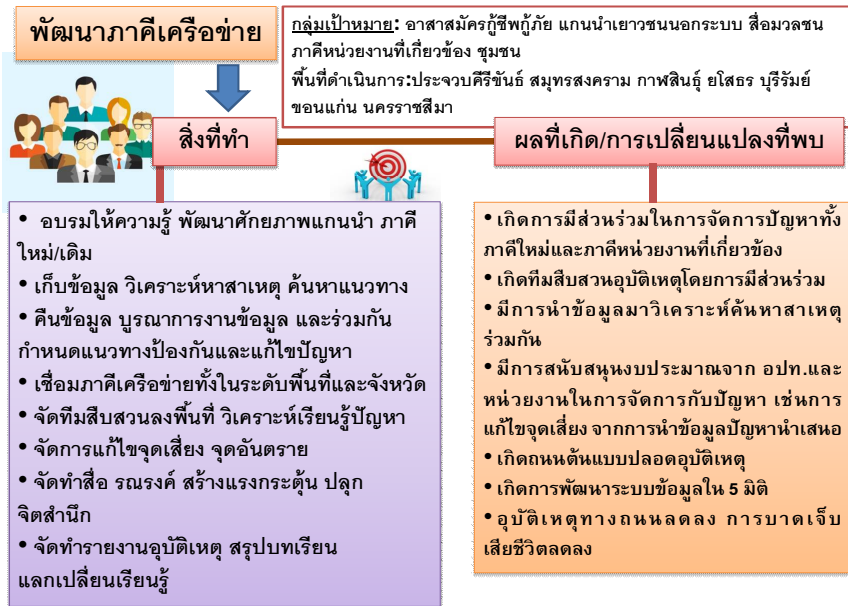 พัฒนาภาคีเครือข่าย
กลุ่มเป้าหมาย: อาสาสมัครกู้ชีพกู้ภัย แกนนำเยาวชนนอกระบบ สื่อมวลชน
ภาคีหน่วยงานที่เกี่ยวข้อง ชุมชน
พื้นที่ดำเนินการ:ประจวบคีรีขันธ์ สมุทรสงคราม กาฬสินธุ์ ยโสธร บุรีรัมย์
ขอนแก่น นครราชสีมา
สิ่งที่ทำ
ผลที่เกิด/การเปลี่ยนแปลงที่พบ
• อบรมให้ความรู้ พัฒนาศักยภาพแกนนำ ภาคี
ใหม่/เดิม
• เก็บข้อมูล วิเคราะห์หาสาเหตุ ค้นหาแนวทาง
• คืนข้อมูล บูรณาการงานข้อมูล และร่วมกัน
กำหนดแนวทางป้องกันและแก้ไขปัญหา
• เชื่อมภาคีเครือข่ายทั้งในระดับพื้นที่และจังหวัด
• จัดทีมสืบสวนลงพื้นที่ วิเคราะห์เรียนรู้ปัญหา
• จัดการแก้ไขจุดเสี่ยง จุดอันตราย
• จัดทำสื่อ รณรงค์ สร้างแรงกระตุ้น ปลุก
จิตสำนึก
• จัดทำรายงานอุบัติเหตุ สรุปบทเรียน
แลกเปลี่ยนเรียนรู้
• เกิดการมีส่วนร่วมในการจัดการปัญหาทั้ง
ภาคีใหม่และภาคีหน่วยงานที่เกี่ยวข้อง
• เกิดทีมสืบสวนอุบัติเหตุโดยการมีส่วนร่วม
• มีการนำข้อมูลมาวิเคราะห์ค้นหาสาเหตุ
ร่วมกัน
• มีการสนับสนุนงบประมาณจาก อปท.และ
หน่วยงานในการจัดการกับปัญหา เช่นการ
แก้ไขจุดเสี่ยง จากการนำข้อมูลปัญหานำเสนอ
• เกิดถนนต้นแบบปลอดอุบัติเหตุ
• เกิดการพัฒนาระบบข้อมูลใน 5 มิติ
• อุบัติเหตุทางถนนลดลง การบาดเจ็บ
เสียชีวิตลดลง